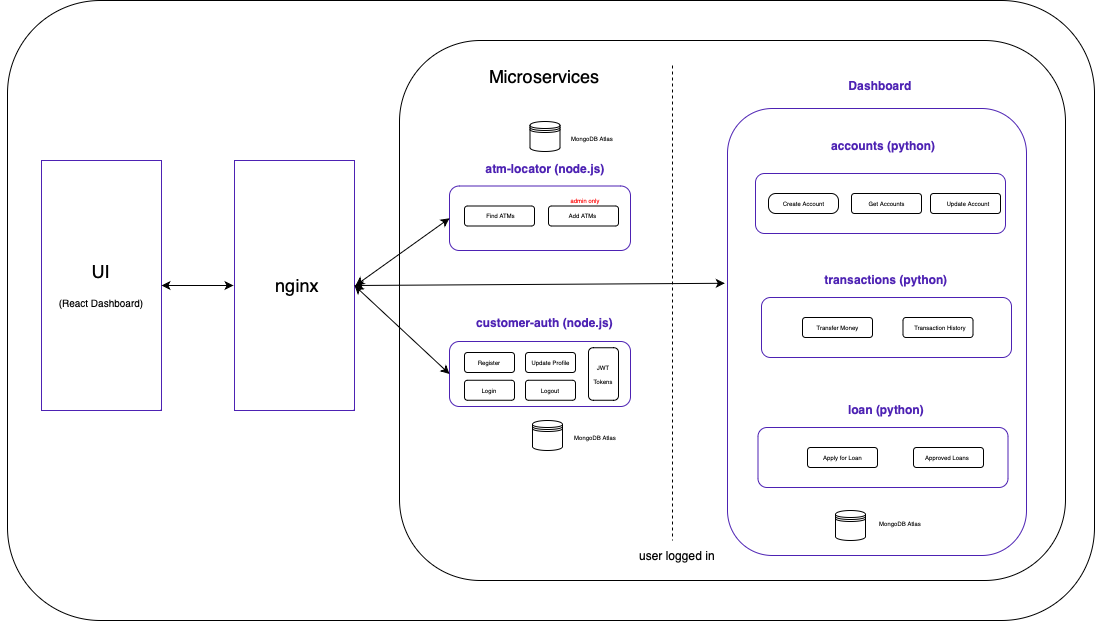 UI
(React Dashboard)
nginx
Microservices
MongoDB Atlas
atm-locator (node.js)
Find ATMs
admin only
Add ATMs
customer-auth (node.js)
Register
Update Profile
JWT
Tokens
Login
Logout
MongoDB Atlas
user logged in
Dashboard
accounts (python)
Create Account
Get Accounts
Update Account
transactions (python)
Transfer Money
Transaction History
loan (python)
Apply for Loan
Approved Loans
MongoDB Atlas